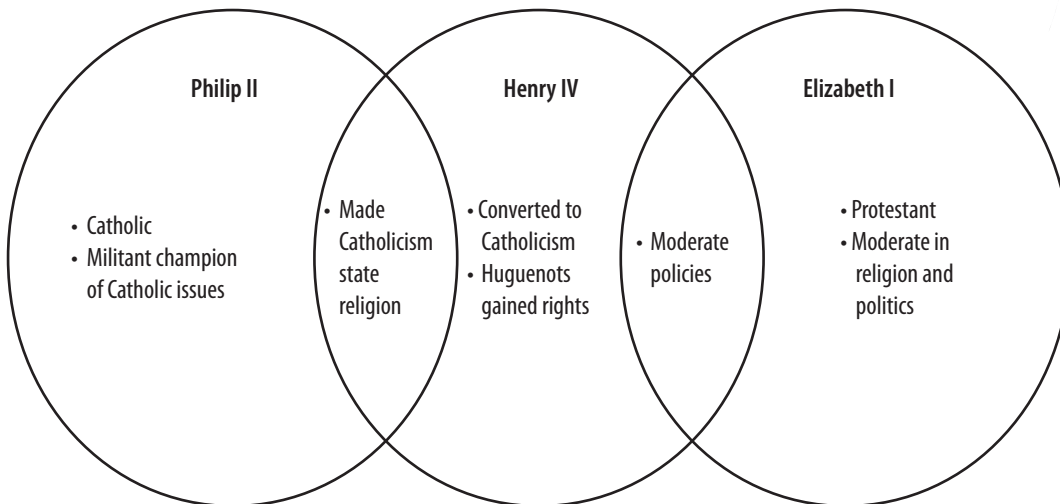 Philip II
• Catholic
• Militant champion
of Catholic issues
• Made
Catholicism
state
religion
Henry IV
• Converted to
Catholicism
• Huguenots
gained rights
• Moderate
policies
Elizabeth I
• Protestant
• Moderate in
religion and
politics